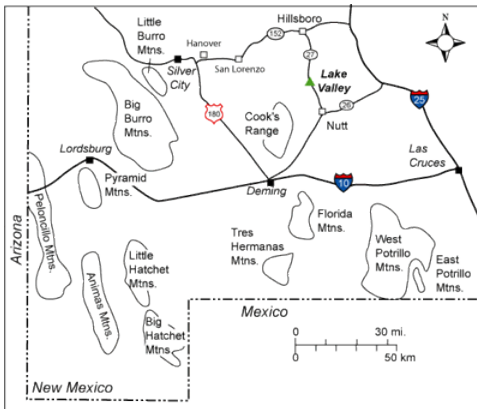 Little
Burro
Mtns.
Hillsboro
152
Hanover
27
Silver
City
San Lorenzo
Lake
Valley
Big
Burro
Mtns.
180
Cook's
Range
26
Nutt
25
Lordsburg
Las
Cruces
Pyramid
Mtns.
Deming
10
Peloncillo Mtns.
Arizona
Florida
Mtns.
Tres
Hermanas
Mtns.
West
Potrillo
Mtns.
East
Potrillo
Mtns.
Little
Hatchet
Mtns.
Animas Mtns.
Big
Hatchet
Mtns.
Mexico
0 30 mi.
0 50 km
New Mexico